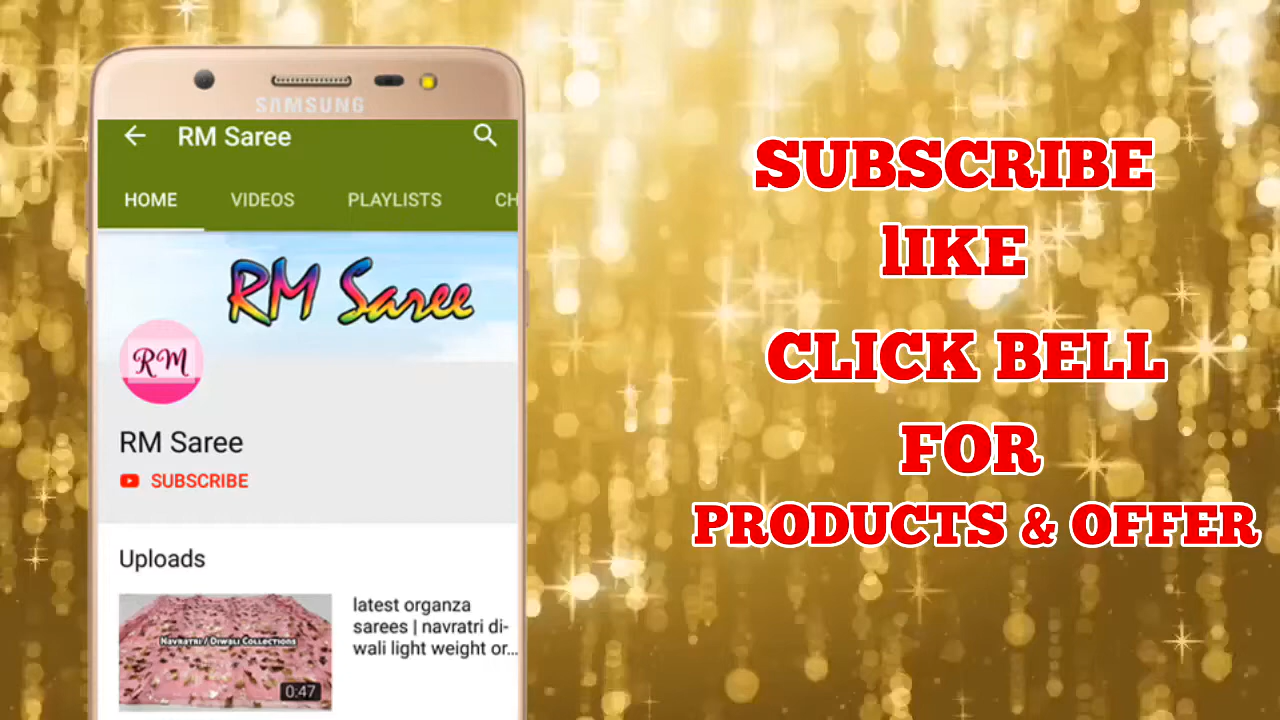 SAMSUNG
RM Saree
HOME VIDEOS PLAYLISTS CH
RM Saree
RM
RM Saree
SUBSCRIBE
Uploads
Navratri / Diwali Collections
0:47
latest organza
sarees | navratri di-
wali light weight or...
SUBSCRIBE
lIKE
CLICK BELL
FOR
PRODUCTS & OFFER